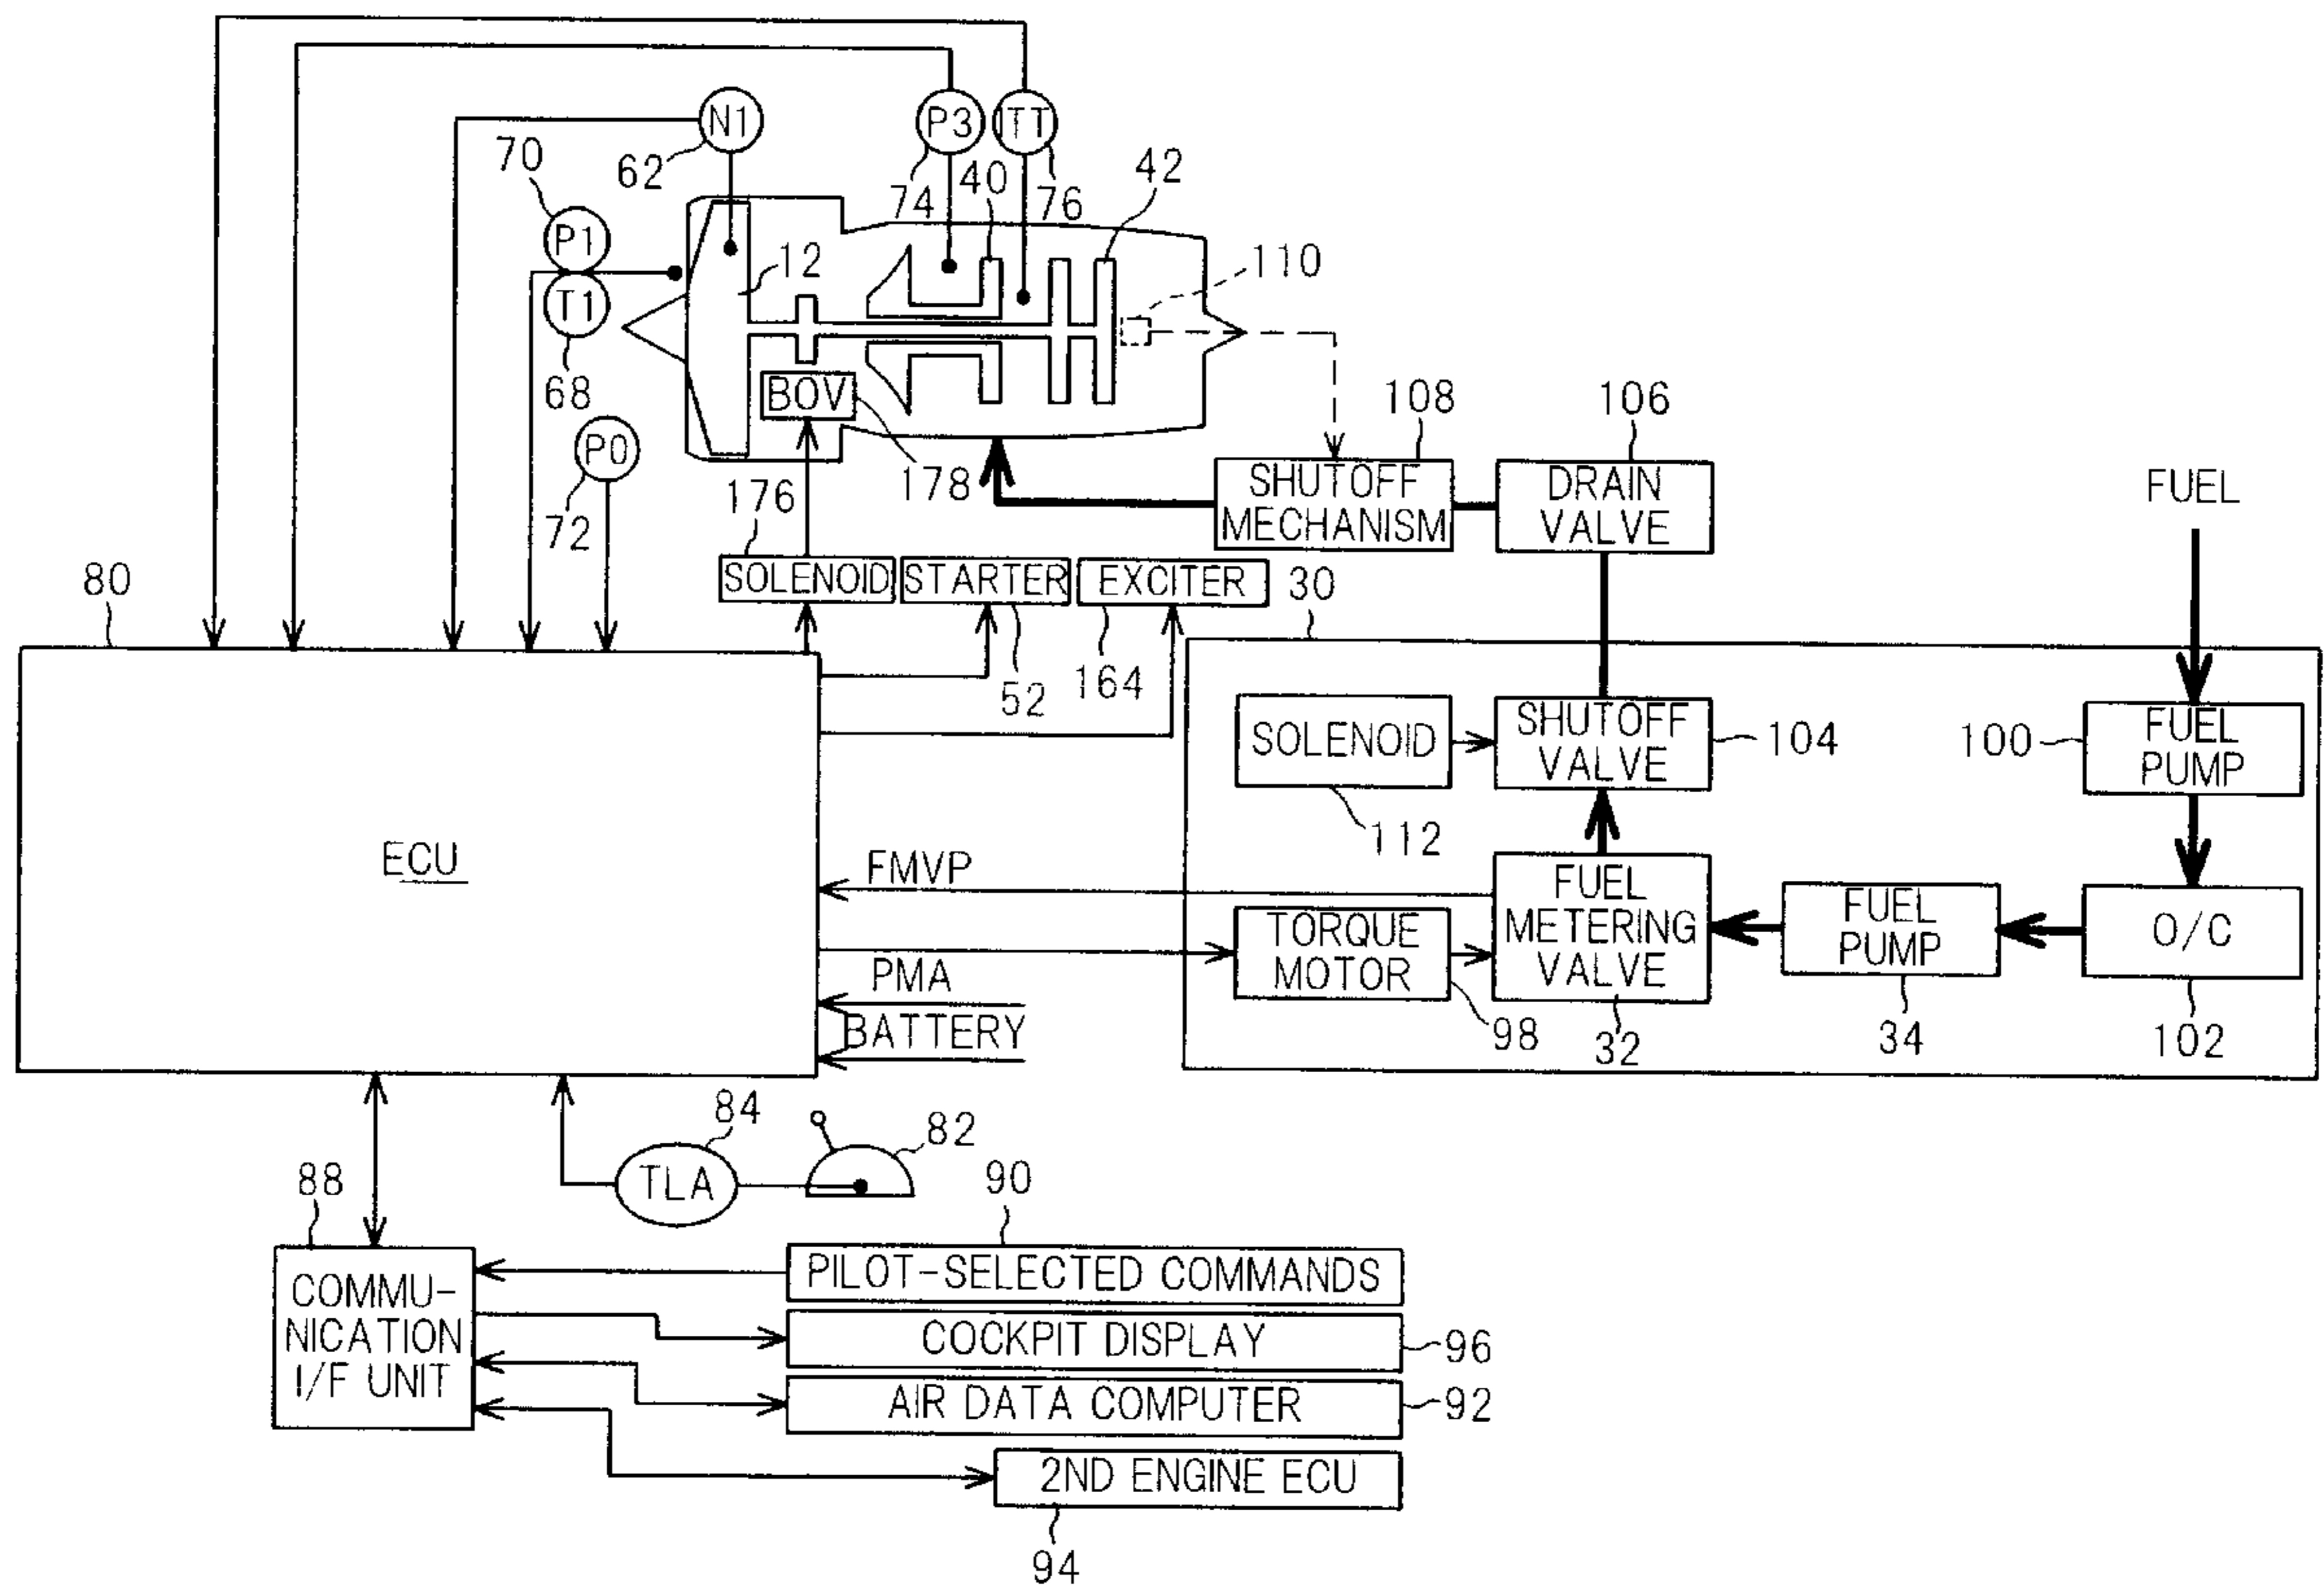 N1
P3
ITT
70
62
74
40
76
42
P1
12
110
T1
68
BOV
108
106
P0
178
SHUTOFF
MECHANISM
DRAIN
VALVE
FUEL
176
72
80
SOLENOID
STARTER
EXCITER
30
52
164
SOLENOID
SHUTOFF
VALVE
104
100
FUEL
PUMP
112
ECU
FMVP
FUEL
METERING
VALVE
FUEL
PUMP
O/C
TORQUE
MOTOR
PMA
BATTERY
98
32
34
102
84
82
88
TLA
90
COMMU-
NICATION
I/F UNIT
PILOT-SELECTED COMMANDS
COCKPIT DISPLAY
96
AIR DATA COMPUTER
92
2ND ENGINE ECU
94